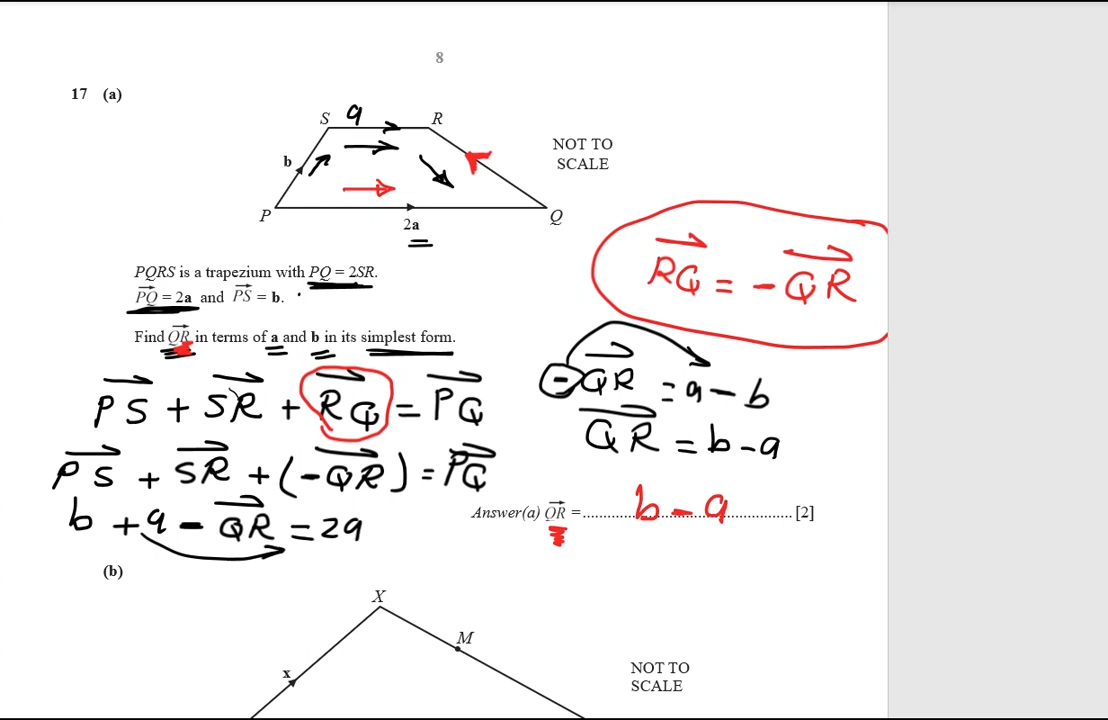 8
17 (a)
S a R
b
P Q
2a
NOT TO
SCALE
RQ = -QR
PQRS is a trapezium with PQ = 2SR.
PQ = 2a and PS = b.
Find QR in terms of a and b in its simplest form.
PS + SR + RQ = PQ
-QR = a - b
QR = b - a
PS + SR + (-QR) = PQ
b + a - QR = 2a
Answer(a) QR = b - a [2]
(b)
X
M
x
NOT TO
SCALE